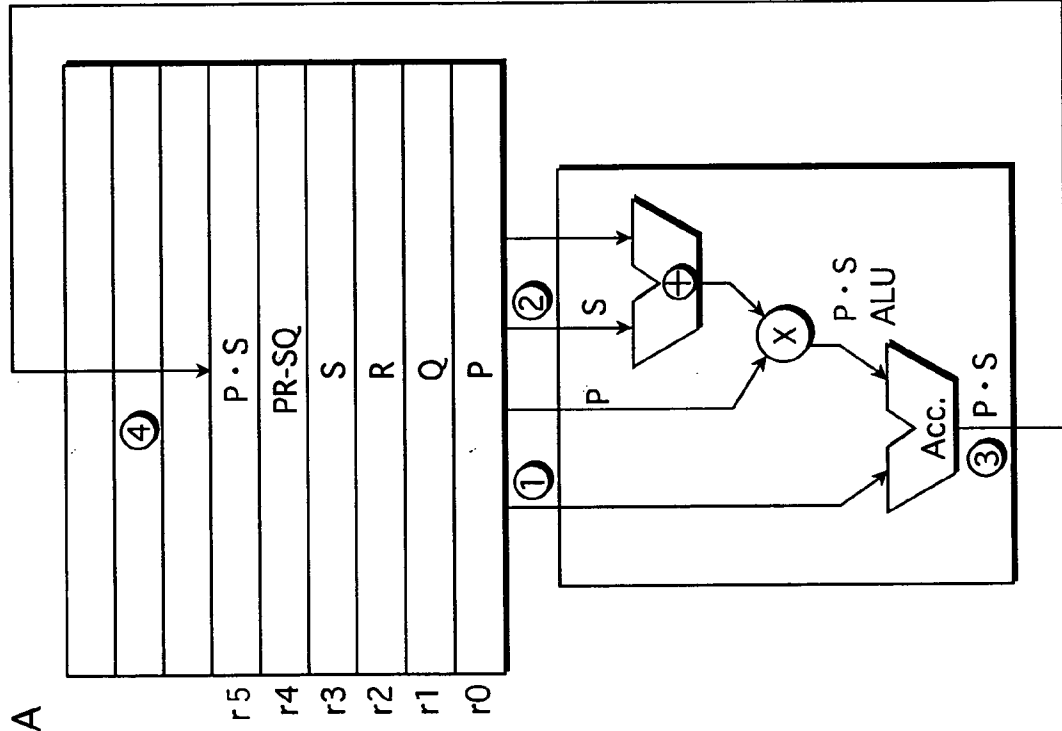 A
④
r5 P · S
r4 PR-SQ
r3 S
r2 R
r1 Q
r0 P
① P S ②
+
X
P · S
ALU
Acc.
③ P · S